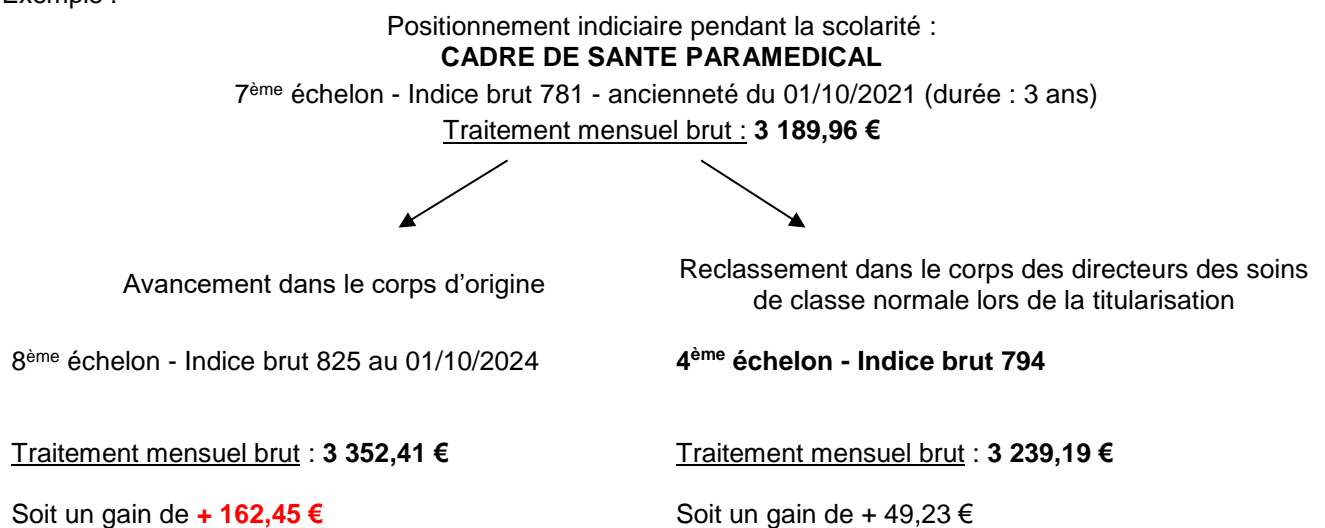 Exemple :
Positionnement indiciaire pendant la scolarité :
CADRE DE SANTE PARAMEDICAL
7ème échelon - Indice brut 781 - ancienneté du 01/10/2021 (durée : 3 ans)
Traitement mensuel brut : 3 189,96 €
Avancement dans le corps d'origine
Reclassement dans le corps des directeurs des soins
de classe normale lors de la titularisation
8ème échelon - Indice brut 825 au 01/10/2024
4ème échelon - Indice brut 794
Traitement mensuel brut : 3 352,41 €
Traitement mensuel brut : 3 239,19 €
Soit un gain de + 162,45 €
Soit un gain de + 49,23 €